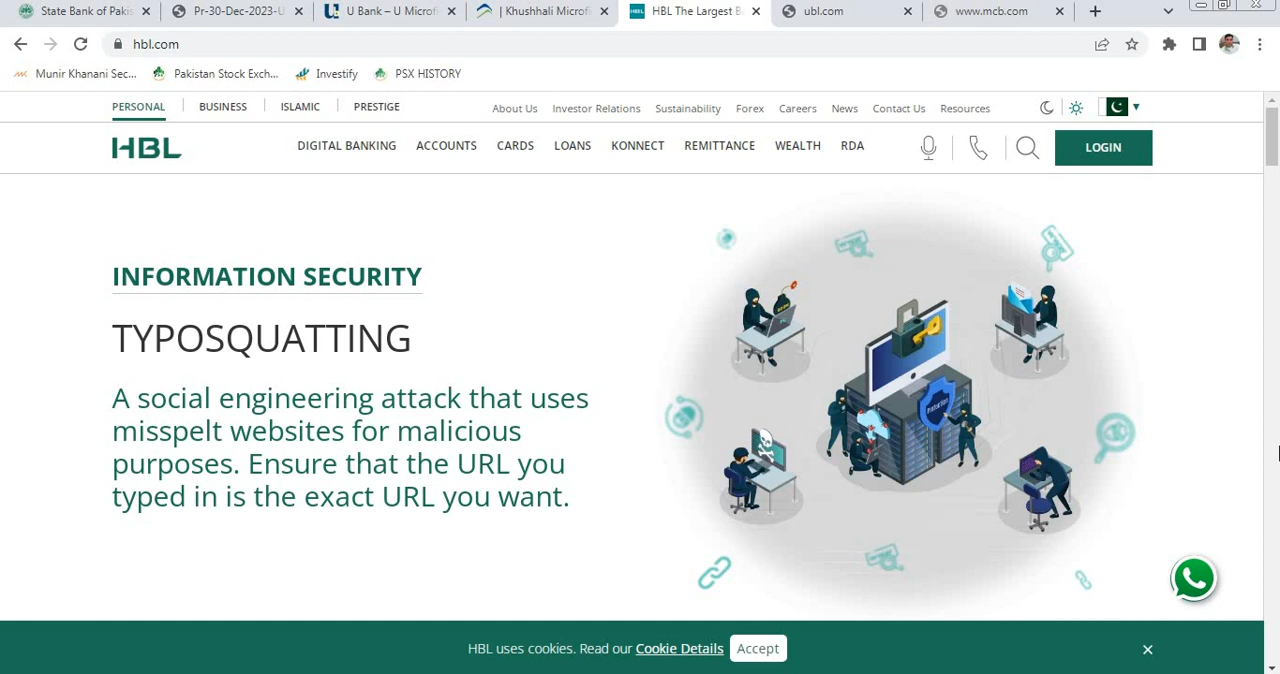 State Bank of Pakis
Pr-30-Dec-2023-U
U Bank – U Microfi
| Khushhali Microfi
HBL The Largest B
ubl.com
www.mcb.com
hbl.com
Munir Khanani Sec...
Pakistan Stock Exch...
Investify
PSX HISTORY
PERSONAL BUSINESS ISLAMIC PRESTIGE
About Us Investor Relations Sustainability Forex Careers News Contact Us Resources
HBL
DIGITAL BANKING ACCOUNTS CARDS LOANS KONNECT REMITTANCE WEALTH RDA
LOGIN
INFORMATION SECURITY
TYPOSQUATTING
A social engineering attack that uses
misspelt websites for malicious
purposes. Ensure that the URL you
typed in is the exact URL you want.
HBL uses cookies. Read our Cookie Details Accept